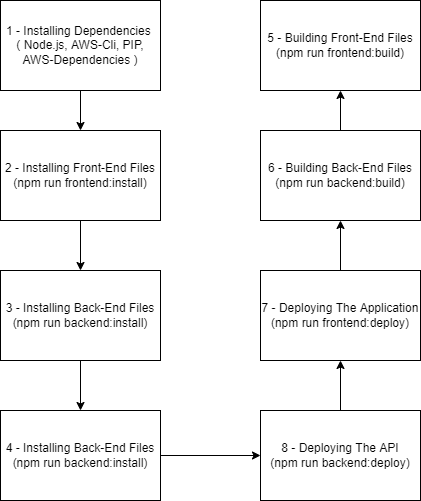 1 - Installing Dependencies
( Node.js, AWS-Cli, PIP,
AWS-Dependencies )
2 - Installing Front-End Files
(npm run frontend:install)
3 - Installing Back-End Files
(npm run backend:install)
4 - Installing Back-End Files
(npm run backend:install)
5 - Building Front-End Files
(npm run frontend:build)
6 - Building Back-End Files
(npm run backend:build)
7 - Deploying The Application
(npm run frontend:deploy)
8 - Deploying The API
(npm run backend:deploy)